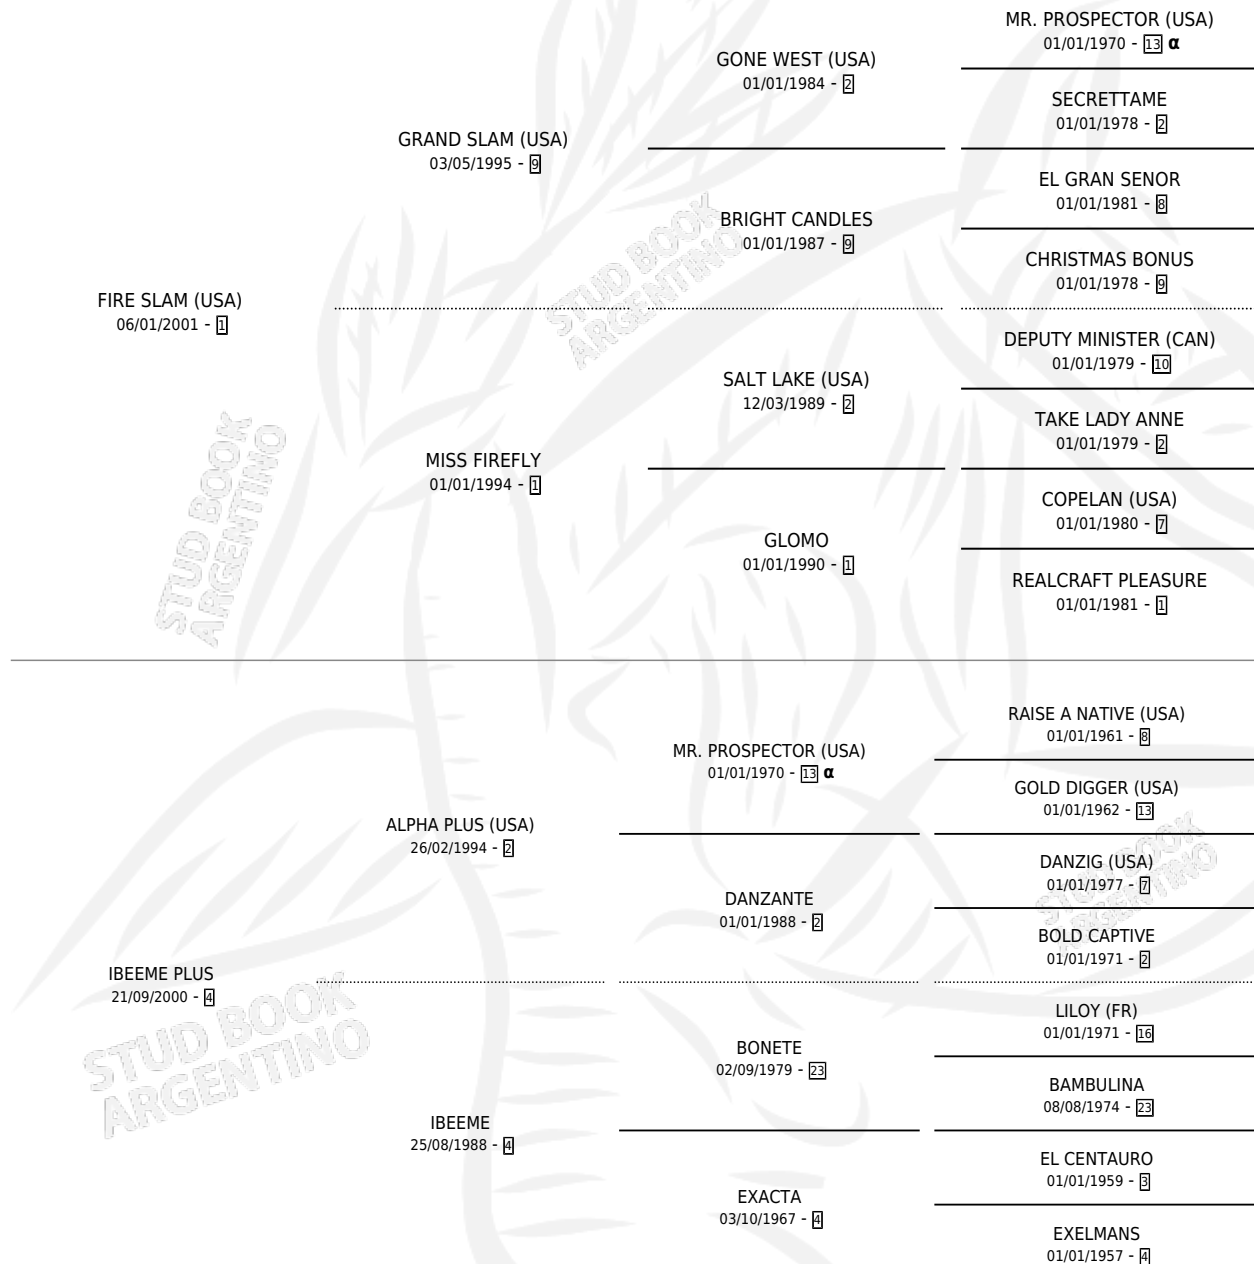 MR. PROSPECTOR (USA)
01/01/1970 - 13 α
GONE WEST (USA)
01/01/1984 - 2
SECRETTAME
01/01/1978 - 2
GRAND SLAM (USA)
03/05/1995 - 9
EL GRAN SENOR
01/01/1981 - 8
BRIGHT CANDLES
01/01/1987 - 9
CHRISTMAS BONUS
01/01/1978 - 9
FIRE SLAM (USA)
06/01/2001 - 1
DEPUTY MINISTER (CAN)
01/01/1979 - 10
SALT LAKE (USA)
12/03/1989 - 2
TAKE LADY ANNE
01/01/1979 - 2
MISS FIREFLY
01/01/1994 - 1
COPELAN (USA)
01/01/1980 - 7
GLOMO
01/01/1990 - 1
REALCRAFT PLEASURE
01/01/1981 - 1
RAISE A NATIVE (USA)
01/01/1961 - 8
MR. PROSPECTOR (USA)
01/01/1970 - 13 α
GOLD DIGGER (USA)
01/01/1962 - 13
ALPHA PLUS (USA)
26/02/1994 - 2
DANZIG (USA)
01/01/1977 - 7
DANZANTE
01/01/1988 - 2
BOLD CAPTIVE
01/01/1971 - 2
IBEEME PLUS
21/09/2000 - 4
LILOY (FR)
01/01/1971 - 16
BONETE
02/09/1979 - 23
BAMBULINA
08/08/1974 - 23
IBEEME
25/08/1988 - 4
EL CENTAURO
01/01/1959 - 3
EXACTA
03/10/1967 - 4
EXELMANS
01/01/1957 - 4
STUD BOOK
ARGENTINO
STUD BOOK
ARGENTINO
STUD BOOK
ARGENTINO
STUD BOOK
ARGENTINO